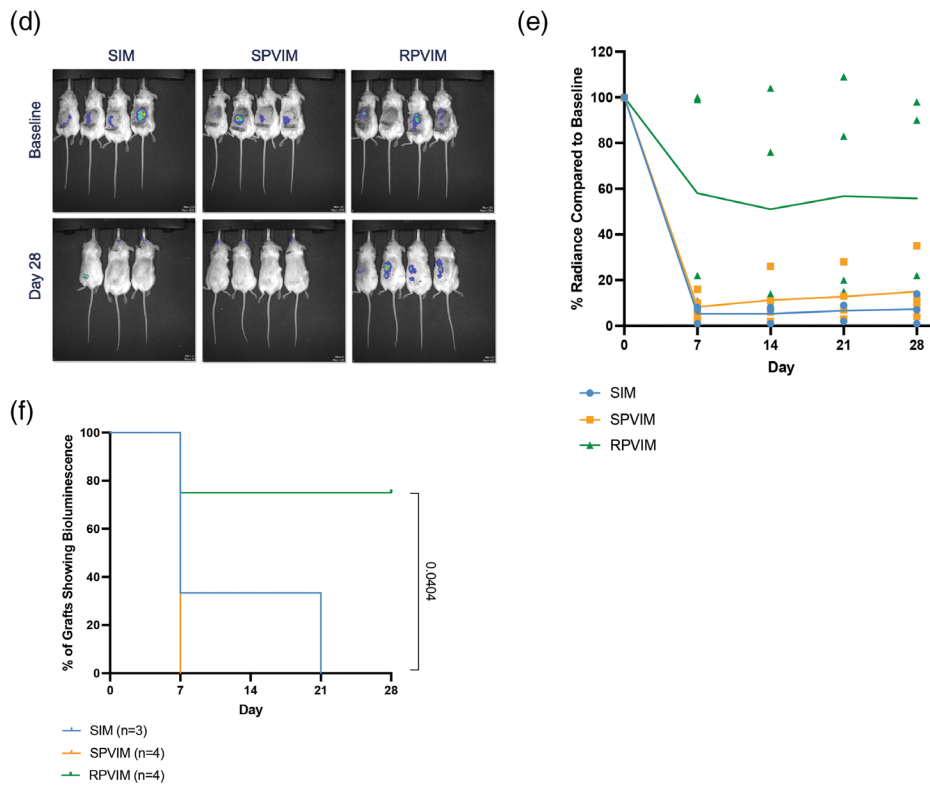 (d)
SIM SPVIM RPVIM
Baseline
Day 28
(e)
% Radiance Compared to Baseline
120
100
80
60
40
20
0
0 7 14 21 28
Day
SIM
SPVIM
RPVIM
(f)
% of Grafts Showing Bioluminescence
100
80
60
40
20
0
0 7 14 21 28
Day
0.0404
SIM (n=3)
SPVIM (n=4)
RPVIM (n=4)